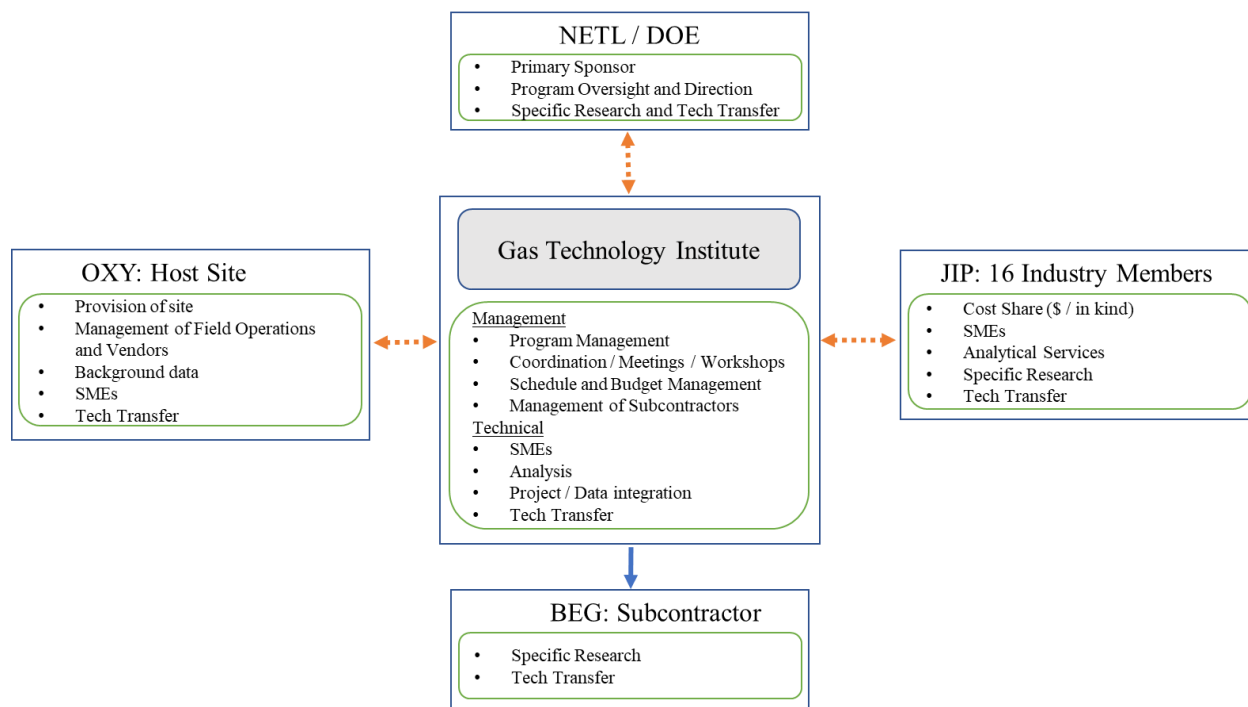 NETL / DOE
• Primary Sponsor
• Program Oversight and Direction
• Specific Research and Tech Transfer
Gas Technology Institute
Management
• Program Management
• Coordination / Meetings / Workshops
• Schedule and Budget Management
• Management of Subcontractors
Technical
• SMEs
• Analysis
• Project / Data integration
• Tech Transfer
OXY: Host Site
• Provision of site
• Management of Field Operations
and Vendors
• Background data
• SMEs
• Tech Transfer
JIP: 16 Industry Members
• Cost Share ($ / in kind)
• SMEs
• Analytical Services
• Specific Research
• Tech Transfer
BEG: Subcontractor
• Specific Research
• Tech Transfer